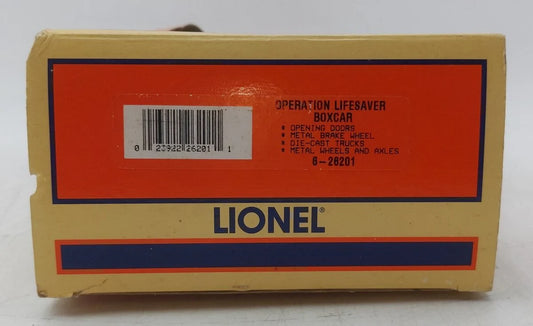 OPERATION LIFESAVER
BOXCAR
* OPENING DOORS
* METAL BRAKE WHEEL
* DIE-CAST TRUCKS
* METAL WHEELS AND AXLES
6-26201
0 23922 26201 1
LIONEL®